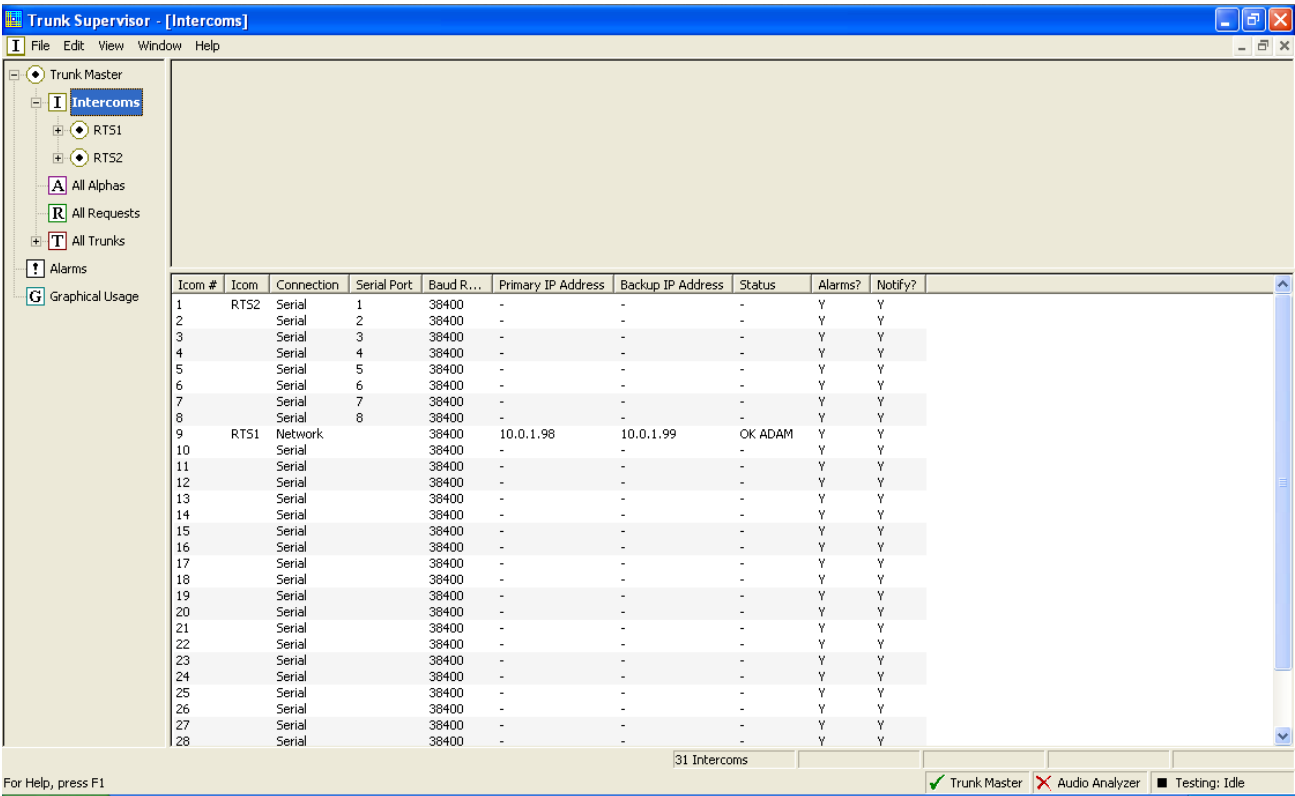 Trunk Supervisor - [Intercoms]
I File Edit View Window Help
Trunk Master
I Intercoms
RTS1
RTS2
A All Alphas
R All Requests
T All Trunks
! Alarms
G Graphical Usage
Icom # Icom Connection Serial Port Baud R... Primary IP Address Backup IP Address Status Alarms? Notify?
1 RTS2 Serial 1 38400 - - - Y Y
2 Serial 2 38400 - - - Y Y
3 Serial 3 38400 - - - Y Y
4 Serial 4 38400 - - - Y Y
5 Serial 5 38400 - - - Y Y
6 Serial 6 38400 - - - Y Y
7 Serial 7 38400 - - - Y Y
8 Serial 8 38400 - - - Y Y
9 RTS1 Network 38400 10.0.1.98 10.0.1.99 OK ADAM Y Y
10 Serial 38400 - - - Y Y
11 Serial 38400 - - - Y Y
12 Serial 38400 - - - Y Y
13 Serial 38400 - - - Y Y
14 Serial 38400 - - - Y Y
15 Serial 38400 - - - Y Y
16 Serial 38400 - - - Y Y
17 Serial 38400 - - - Y Y
18 Serial 38400 - - - Y Y
19 Serial 38400 - - - Y Y
20 Serial 38400 - - - Y Y
21 Serial 38400 - - - Y Y
22 Serial 38400 - - - Y Y
23 Serial 38400 - - - Y Y
24 Serial 38400 - - - Y Y
25 Serial 38400 - - - Y Y
26 Serial 38400 - - - Y Y
27 Serial 38400 - - - Y Y
28 Serial 38400 - - - Y Y
31 Intercoms
For Help, press F1 Trunk Master Audio Analyzer Testing: Idle